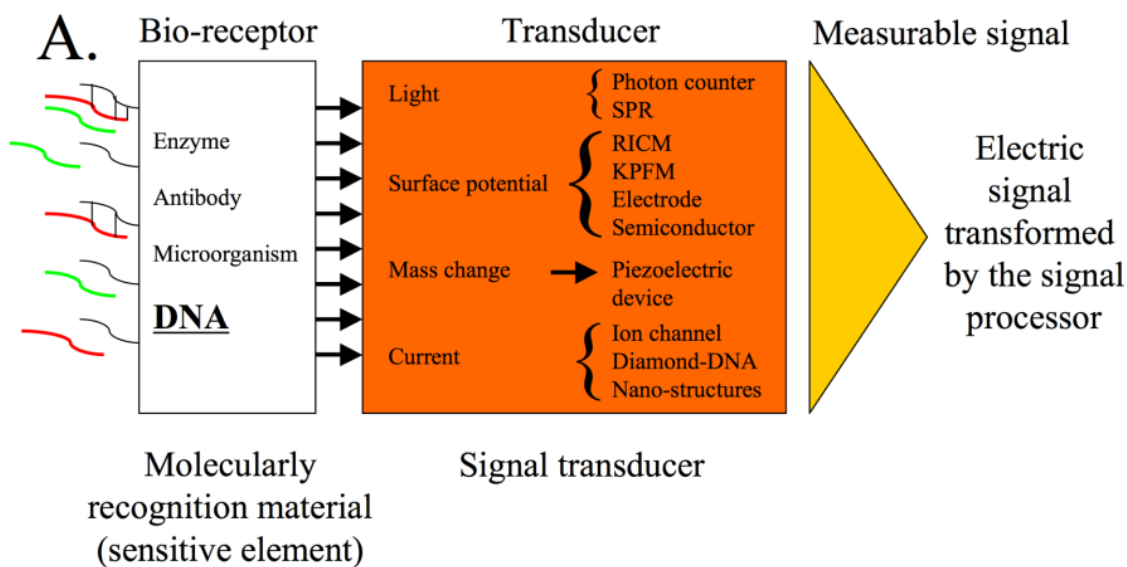 A.
Bio-receptor
Transducer
Measurable signal
Enzyme
Antibody
Microorganism
DNA
Light
Photon counter
SPR
Surface potential
RICM
KPFM
Electrode
Semiconductor
Mass change
Piezoelectric
device
Current
Ion channel
Diamond-DNA
Nano-structures
Electric
signal
transformed
by the signal
processor
Molecularly
recognition material
(sensitive element)
Signal transducer